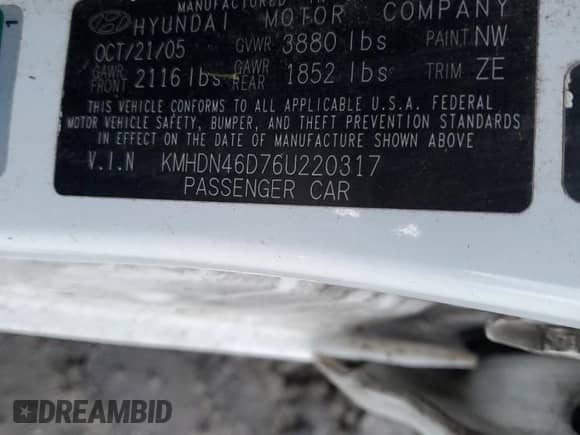 MANUFACTURED
HYUNDAI MOTOR COMPANY
OCT/21/05 GVWR 3880 lbs PAINT NW
GAWR FRONT 2116 lbs GAWR REAR 1852 lbs TRIM ZE
THIS VEHICLE CONFORMS TO ALL APPLICABLE U.S.A. FEDERAL
MOTOR VEHICLE SAFETY, BUMPER, AND THEFT PREVENTION STANDARDS
IN EFFECT ON THE DATE OF MANUFACTURE SHOWN ABOVE
V.I.N KMHDN46D76U220317
PASSENGER CAR
DREAMBID